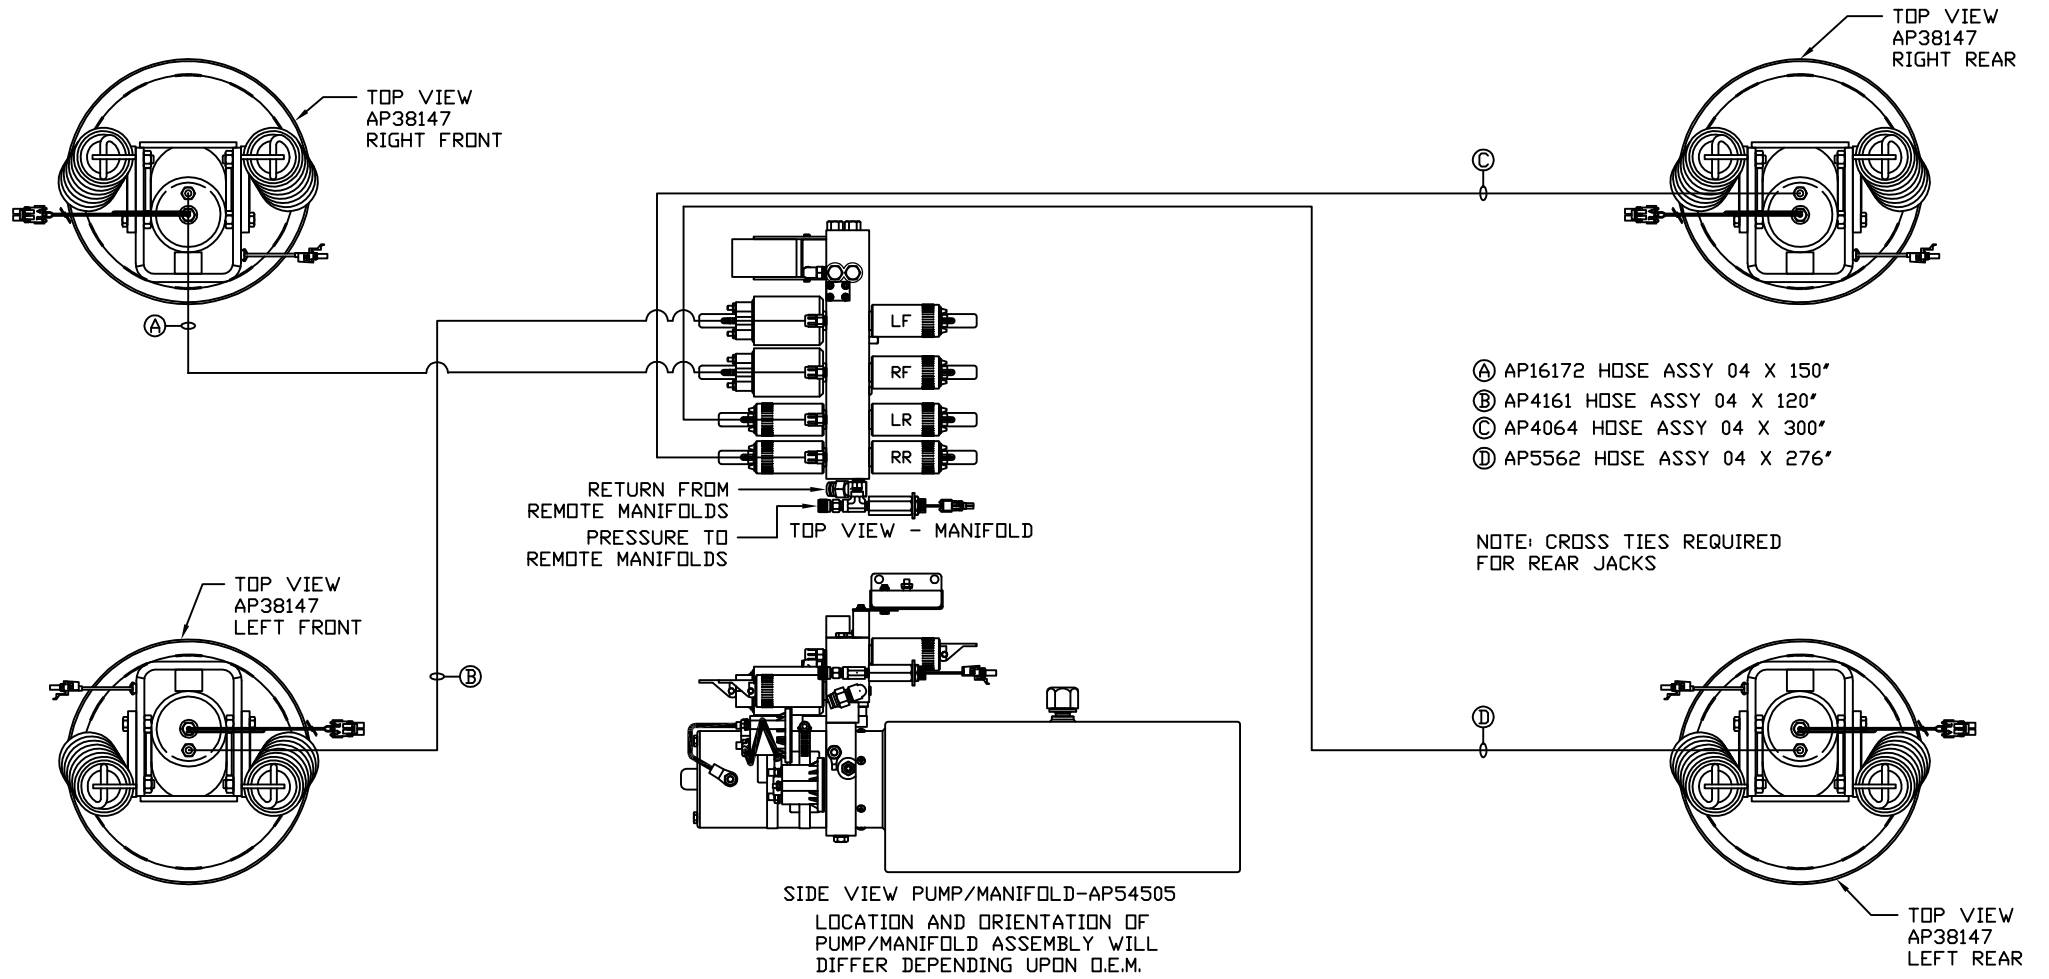 TOP VIEW
AP38147
RIGHT FRONT
TOP VIEW
AP38147
RIGHT REAR
C
A
LF
RF
LR
RR
RETURN FROM
REMOTE MANIFOLDS
PRESSURE TO
REMOTE MANIFOLDS
TOP VIEW - MANIFOLD
A AP16172 HOSE ASSY 04 X 150"
B AP4161 HOSE ASSY 04 X 120"
C AP4064 HOSE ASSY 04 X 300"
D AP5562 HOSE ASSY 04 X 276"
NOTE: CROSS TIES REQUIRED
FOR REAR JACKS
TOP VIEW
AP38147
LEFT FRONT
B
D
SIDE VIEW PUMP/MANIFOLD-AP54505
LOCATION AND ORIENTATION OF
PUMP/MANIFOLD ASSEMBLY WILL
DIFFER DEPENDING UPON O.E.M.
TOP VIEW
AP38147
LEFT REAR